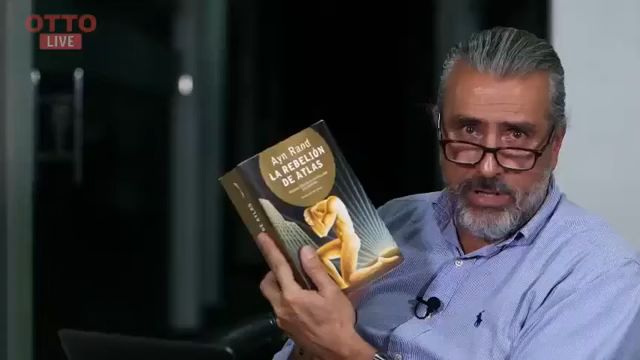 OTTO
LIVE
Ayn Rand
LA REBELIÓN
DE ATLAS